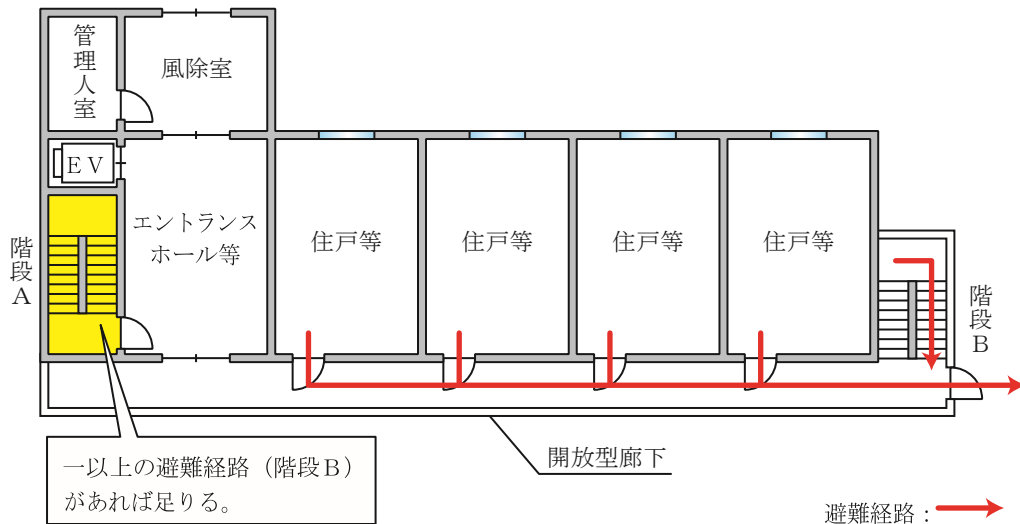 管理人室
風除室
EV
エントランス
ホール等
住戸等
住戸等
住戸等
住戸等
階段A
階段B
一以上の避難経路（階段B）
があれば足りる。
開放型廊下
避難経路：